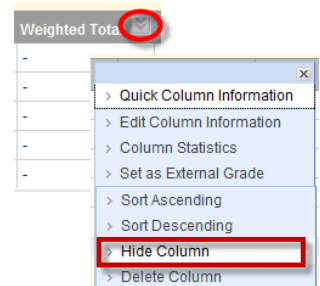 Weighted Tota
-
-
-
-
Quick Column Information
Edit Column Information
Column Statistics
Set as External Grade
Sort Ascending
Sort Descending
Hide Column
Delete Column